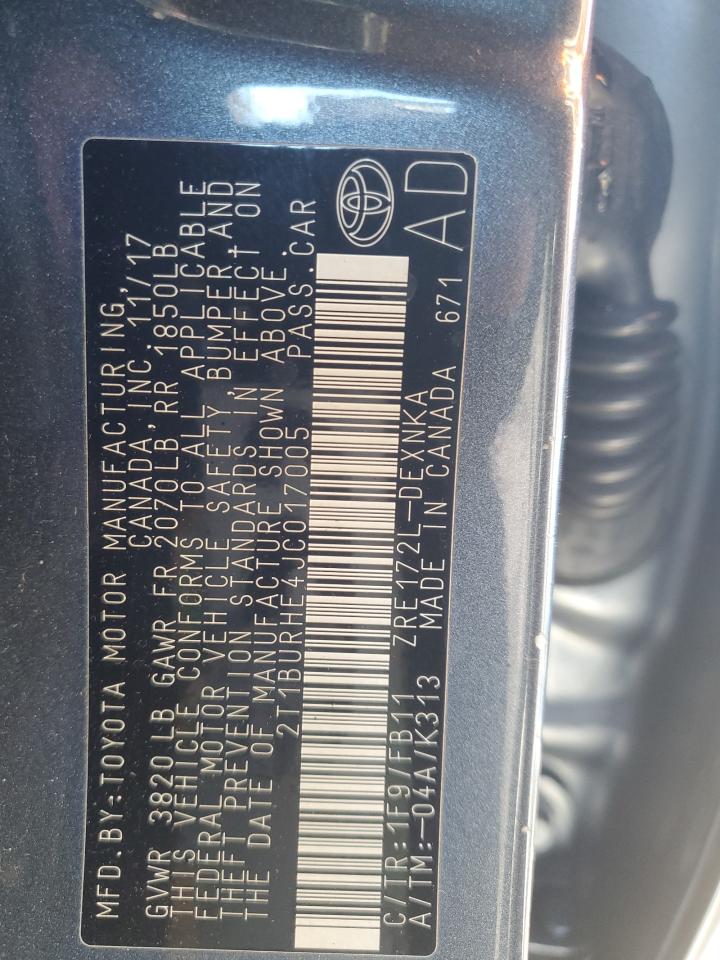 MFD.BY:TOYOTA MOTOR MANUFACTURING,
CANADA, INC. 11/17
GVWR 3820LB GAWR FR 2070LB,RR 1850LB
THIS VEHICLE CONFORMS TO ALL APPLICABLE
FEDERAL MOTOR VEHICLE SAFETY, BUMPER,AND
THEFT PREVENTION STANDARDS IN EFFECT ON
THE DATE OF MANUFACTURE SHOWN ABOVE.
2T1BURHE4JC017005 PASS.CAR
C/TR:1F9/FB11 ZRE172L-DEXNKA
A/TM:-04A/K313 MADE IN CANADA 671
AD